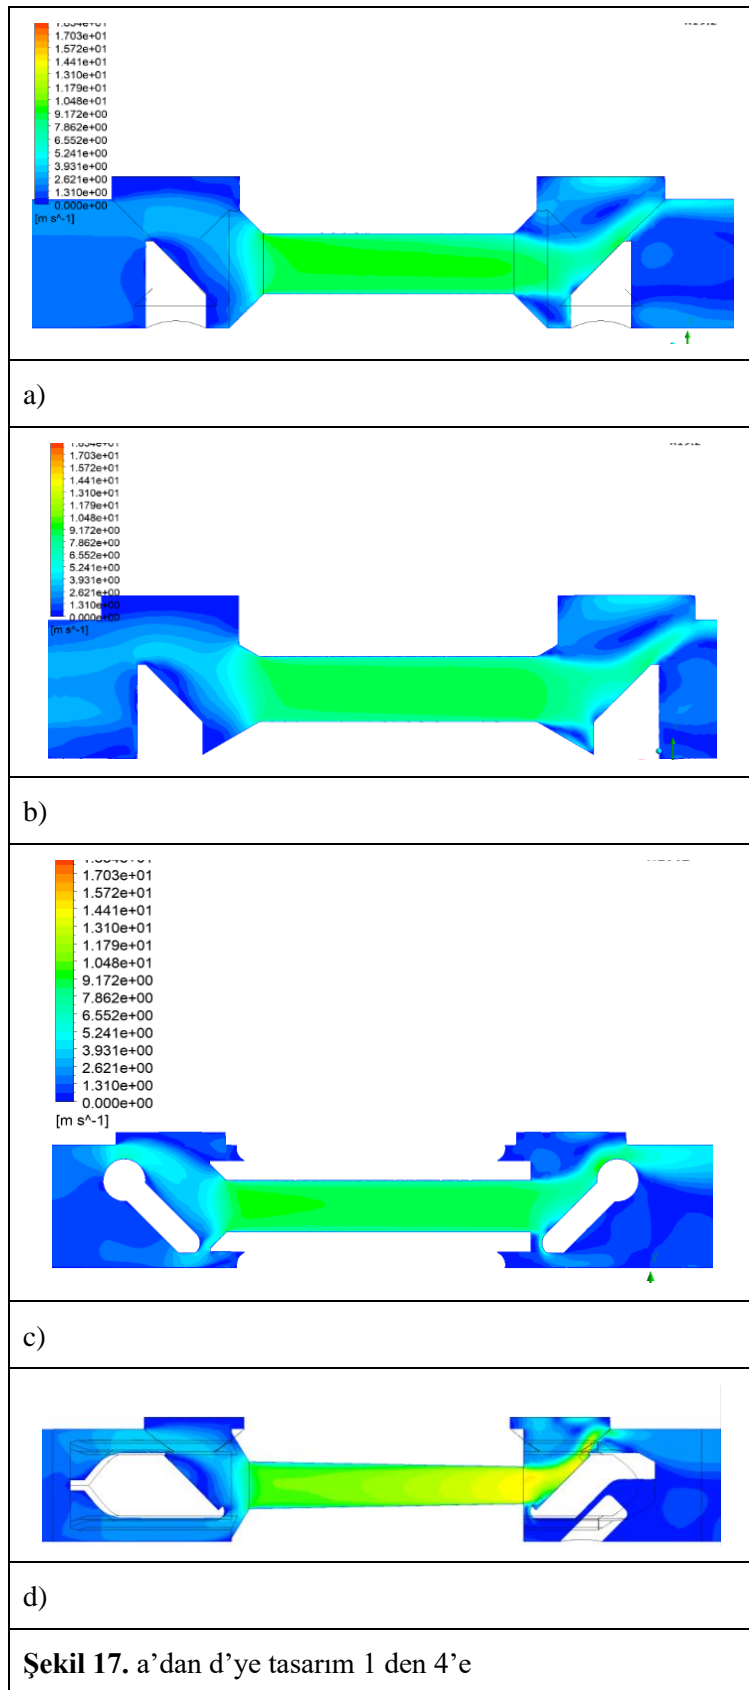 1.703e+01
1.572e+01
1.441e+01
1.310e+01
1.179e+01
1.048e+01
9.172e+00
7.862e+00
6.552e+00
5.241e+00
3.931e+00
2.621e+00
1.310e+00
0.000e+00
[m s^-1]
a)
1.703e+01
1.572e+01
1.441e+01
1.310e+01
1.179e+01
1.048e+01
9.172e+00
7.862e+00
6.552e+00
5.241e+00
3.931e+00
2.621e+00
1.310e+00
0.000e+00
[m s^-1]
b)
1.703e+01
1.572e+01
1.441e+01
1.310e+01
1.179e+01
1.048e+01
9.172e+00
7.862e+00
6.552e+00
5.241e+00
3.931e+00
2.621e+00
1.310e+00
0.000e+00
[m s^-1]
c)
d)
Şekil 17. a’dan d’ye tasarım 1 den 4’e